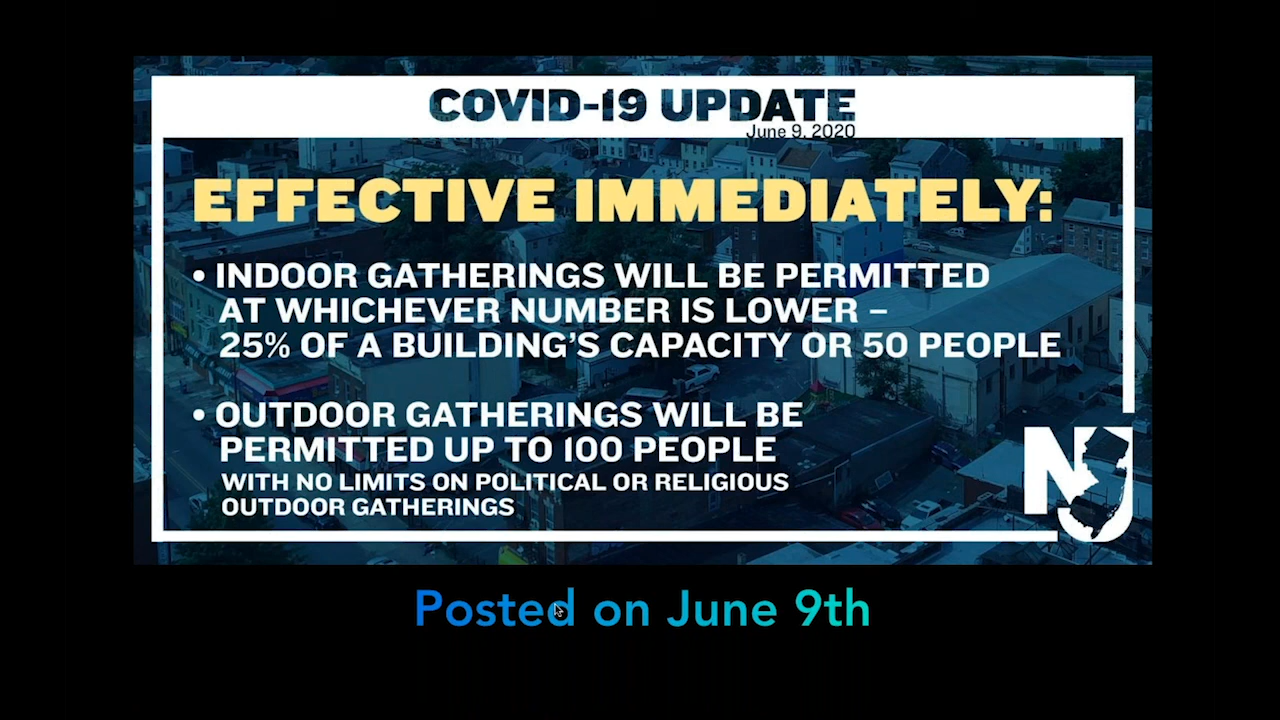 COVID-19 UPDATE
June 9, 2020
EFFECTIVE IMMEDIATELY:
• INDOOR GATHERINGS WILL BE PERMITTED
AT WHICHEVER NUMBER IS LOWER –
25% OF A BUILDING'S CAPACITY OR 50 PEOPLE
• OUTDOOR GATHERINGS WILL BE
PERMITTED UP TO 100 PEOPLE
WITH NO LIMITS ON POLITICAL OR RELIGIOUS
OUTDOOR GATHERINGS
NJ
Posted on June 9th